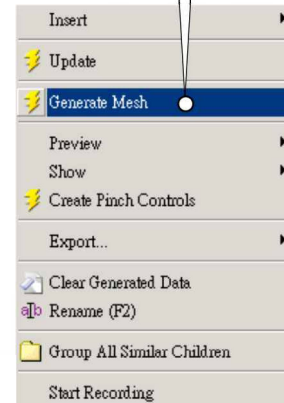 Insert
Update
Generate Mesh
Preview
Show
Create Pinch Controls
Export...
Clear Generated Data
aIb Rename (F2)
Group All Similar Children
Start Recording